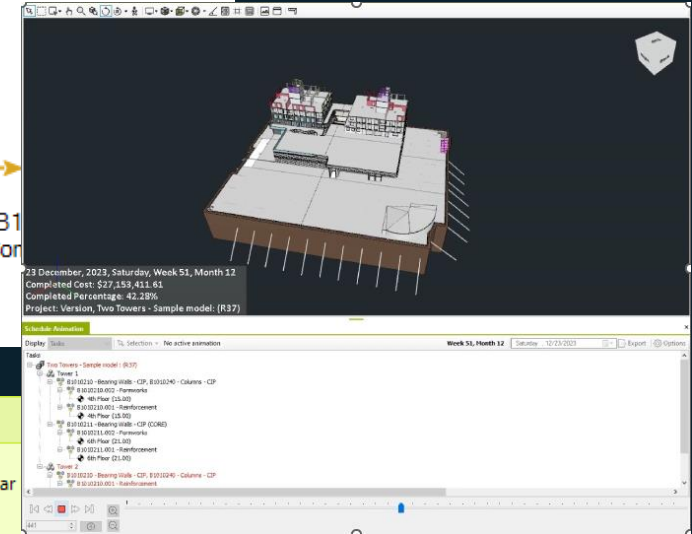 B1
or
ar
23 December, 2023, Saturday, Week 51, Month 12
Completed Cost: $27,153,411.61
Completed Percentage: 42.28%
Project: Version, Two Towers - Sample model: (R37)
Schedule Animation
Display Tasks Selection No active animation Week 51, Month 12 Saturday 12/23/2023 Export Options
Tasks
Two Towers - Sample model : (R37)
Tower 1
B1010210 - Bearing Walls - CIP, B1010240 - Columns - CIP
B1010210.002 - Formworks
4th Floor (15.00)
B1010210.001 - Reinforcement
4th Floor (15.00)
B1010211 - Bearing Walls - CIP (CORE)
B1010211.002 - Formworks
6th Floor (21.00)
B1010211.001 - Reinforcement
6th Floor (21.00)
Tower 2
B1010210 - Bearing Walls - CIP, B1010240 - Columns - CIP
B1010210.001 - Reinforcement
441